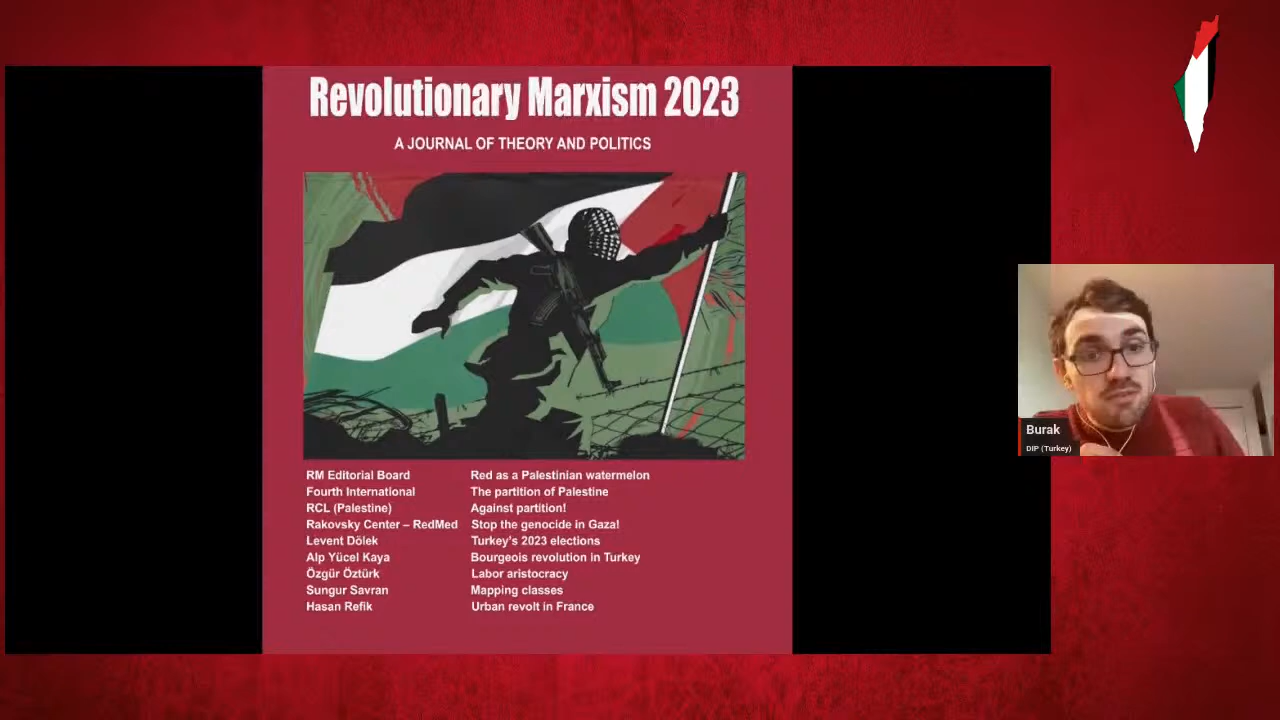 Revolutionary Marxism 2023
A JOURNAL OF THEORY AND POLITICS
RM Editorial Board Red as a Palestinian watermelon
Fourth International The partition of Palestine
RCL (Palestine) Against partition!
Rakovsky Center – RedMed Stop the genocide in Gaza!
Levent Dölek Turkey's 2023 elections
Alp Yücel Kaya Bourgeois revolution in Turkey
Özgür Öztürk Labor aristocracy
Sungur Savran Mapping classes
Hasan Refik Urban revolt in France
Burak
DIP (Turkey)